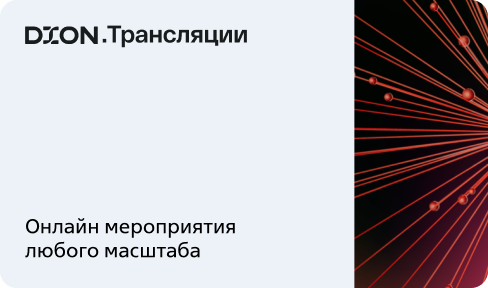 DION.Трансляции
Онлайн мероприятия
любого масштаба